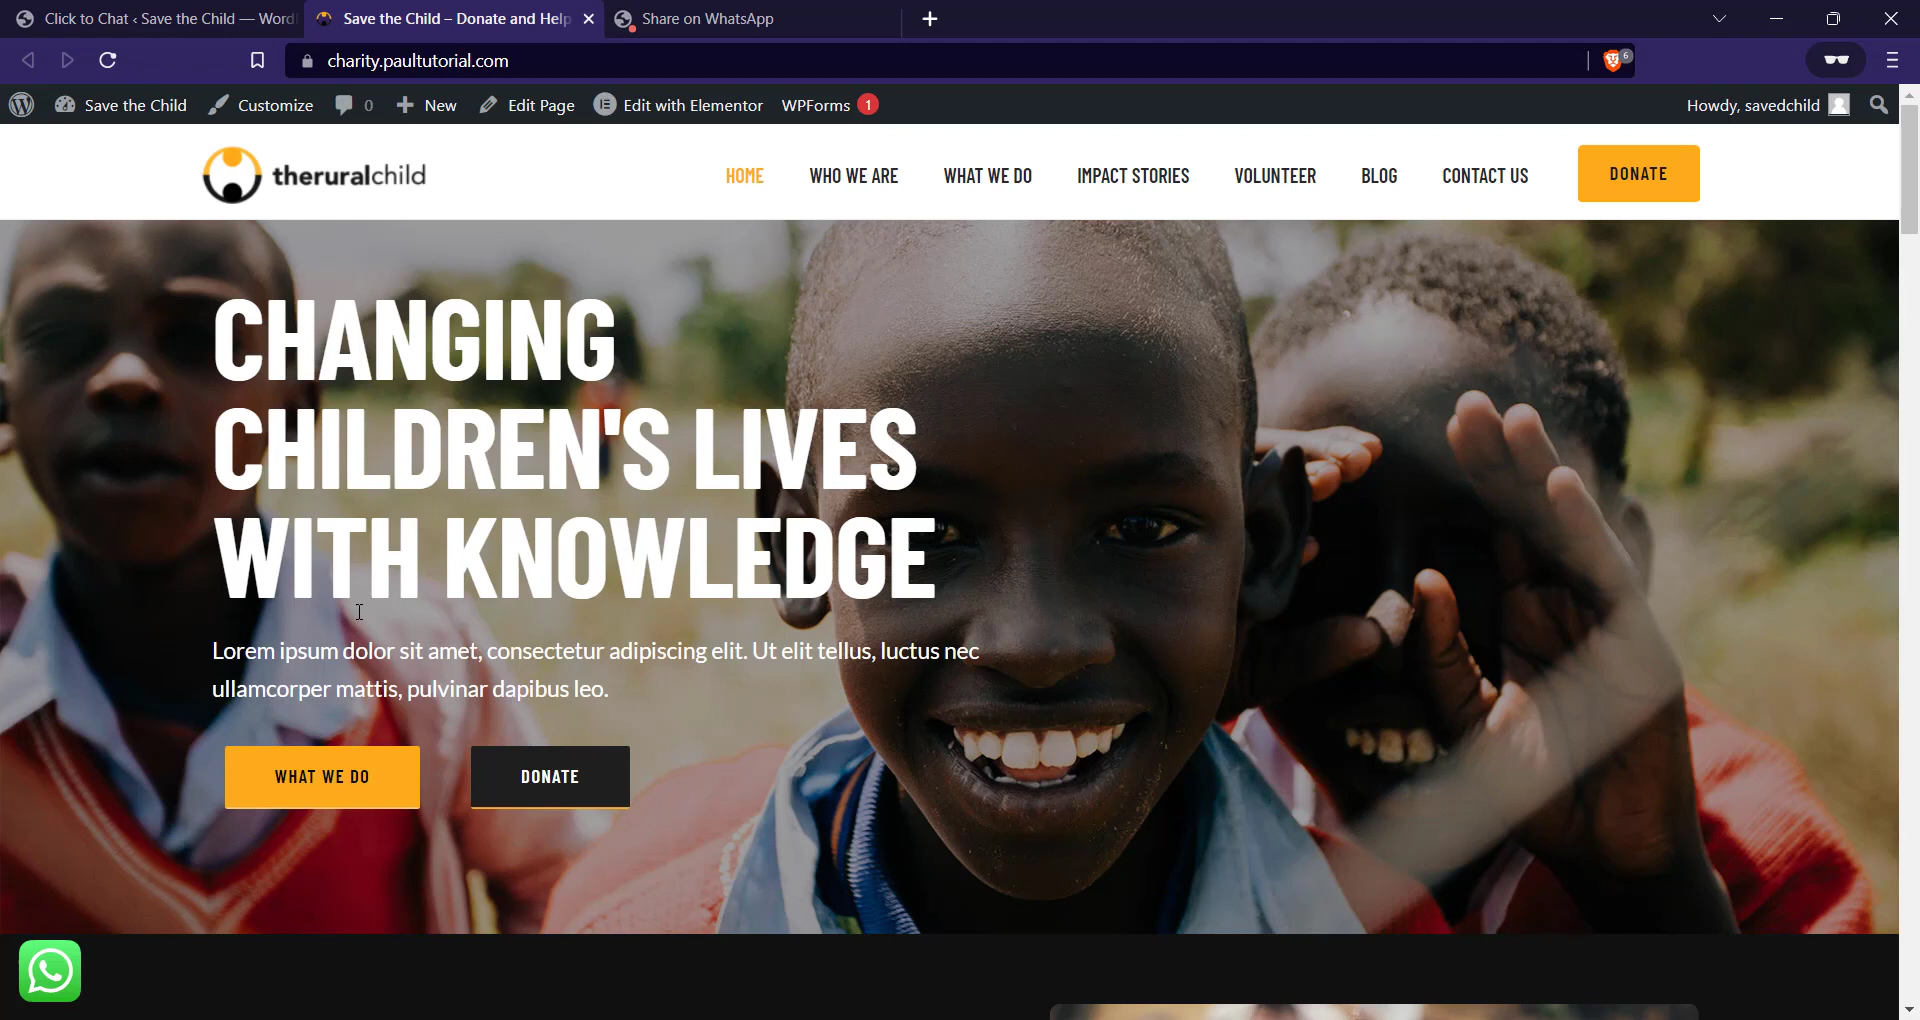 Click to Chat ‹ Save the Child — Word
Save the Child – Donate and Help
Share on WhatsApp
charity.paultutorial.com
6
Save the Child
Customize
0
New
Edit Page
Edit with Elementor
WPForms 1
Howdy, savedchild
theruralchild
HOME
WHO WE ARE
WHAT WE DO
IMPACT STORIES
VOLUNTEER
BLOG
CONTACT US
DONATE
CHANGING
CHILDREN'S LIVES
WITH KNOWLEDGE
Lorem ipsum dolor sit amet, consectetur adipiscing elit. Ut elit tellus, luctus nec
ullamcorper mattis, pulvinar dapibus leo.
WHAT WE DO
DONATE